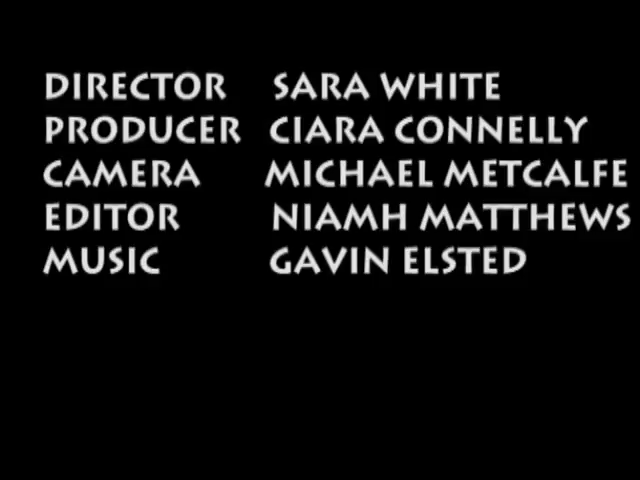 DIRECTOR SARA WHITE
PRODUCER CIARA CONNELLY
CAMERA MICHAEL METCALFE
EDITOR NIAMH MATTHEWS
MUSIC GAVIN ELSTED